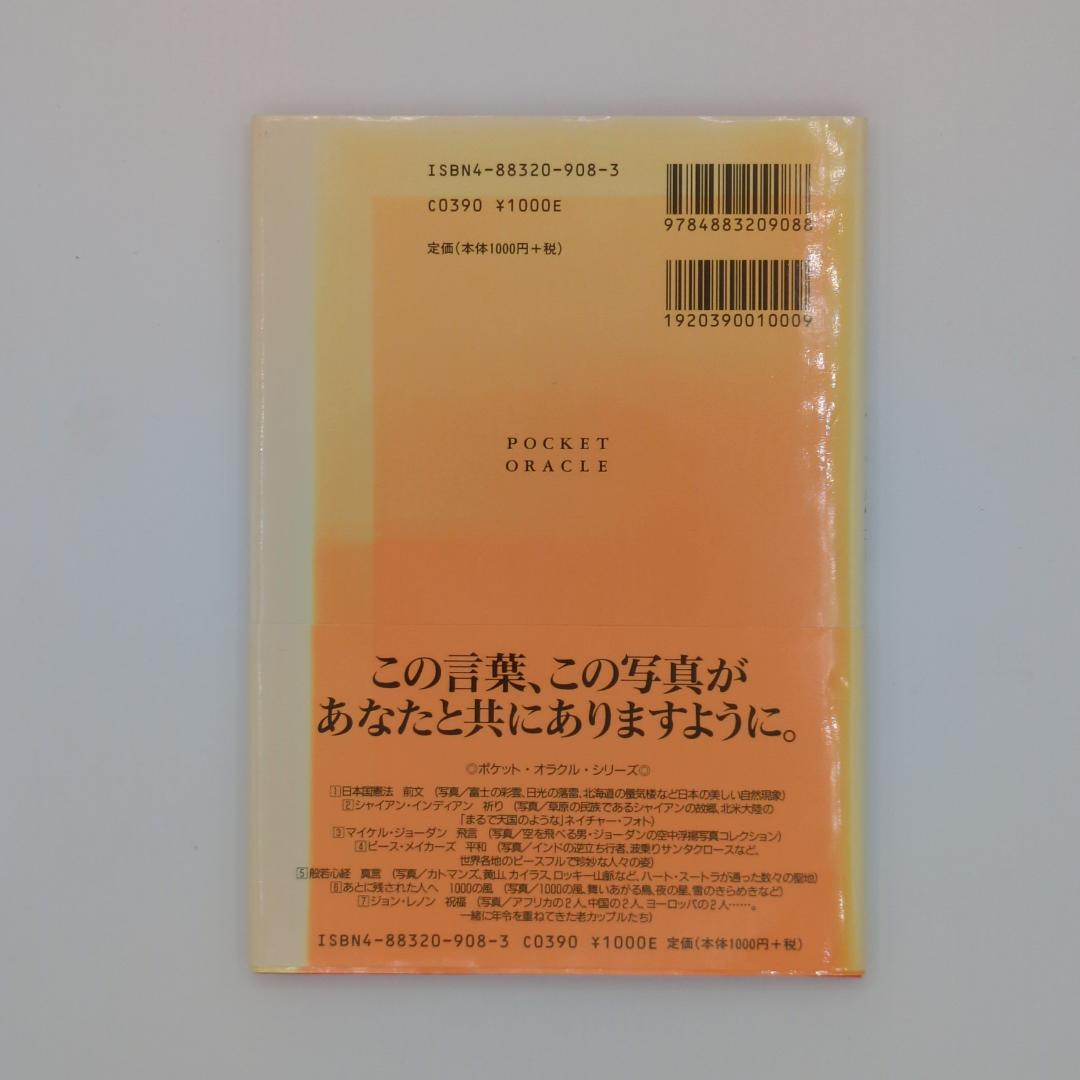 ISBN4-88320-908-3
C0390 ¥1000E
定価(本体1000円+税)
9784883209088
1920390010009
POCKET
ORACLE
この言葉、この写真が
あなたと共にありますように。
◎ポケット・オラクル・シリーズ◎
1日本国憲法 前文 (写真/富士の彩雲、日光の落雷、北海道の蜃気楼など日本の美しい自然現象)
2シャイアン・インディアン 祈り (写真/草原の民族であるシャイアンの故郷、北米大陸の
「まるで天国のような」ネイチャー・フォト)
3マイケル・ジョーダン 飛言 (写真/空を飛べる男・ジョーダンの空中浮揚写真コレクション)
4ピース・メイカーズ 平和 (写真/インドの逆立ち行者、波乗りサンタクロースなど、
世界各地のピースフルで珍妙な人々の姿)
5般若心経 真言 (写真/カトマンズ、黄山、カイラス、ロッキー山脈など、ハート・スートラが通った数々の聖地)
6あとに残された人へ 1000の風 (写真/1000の風、舞いあがる鳥、夜の星、雪のきらめきなど)
7ジョン・レノン 祝福 (写真/アフリカの2人、中国の2人、ヨーロッパの2人……。
一緒に年令を重ねてきた老カップルたち)
ISBN4-88320-908-3 C0390 ¥1000E 定価(本体1000円+税)